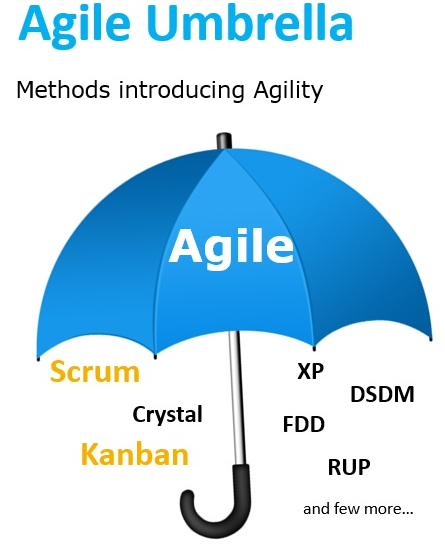 Agile Umbrella
Methods introducing Agility
Agile
Scrum
XP
DSDM
Crystal
FDD
Kanban
RUP
and few more...